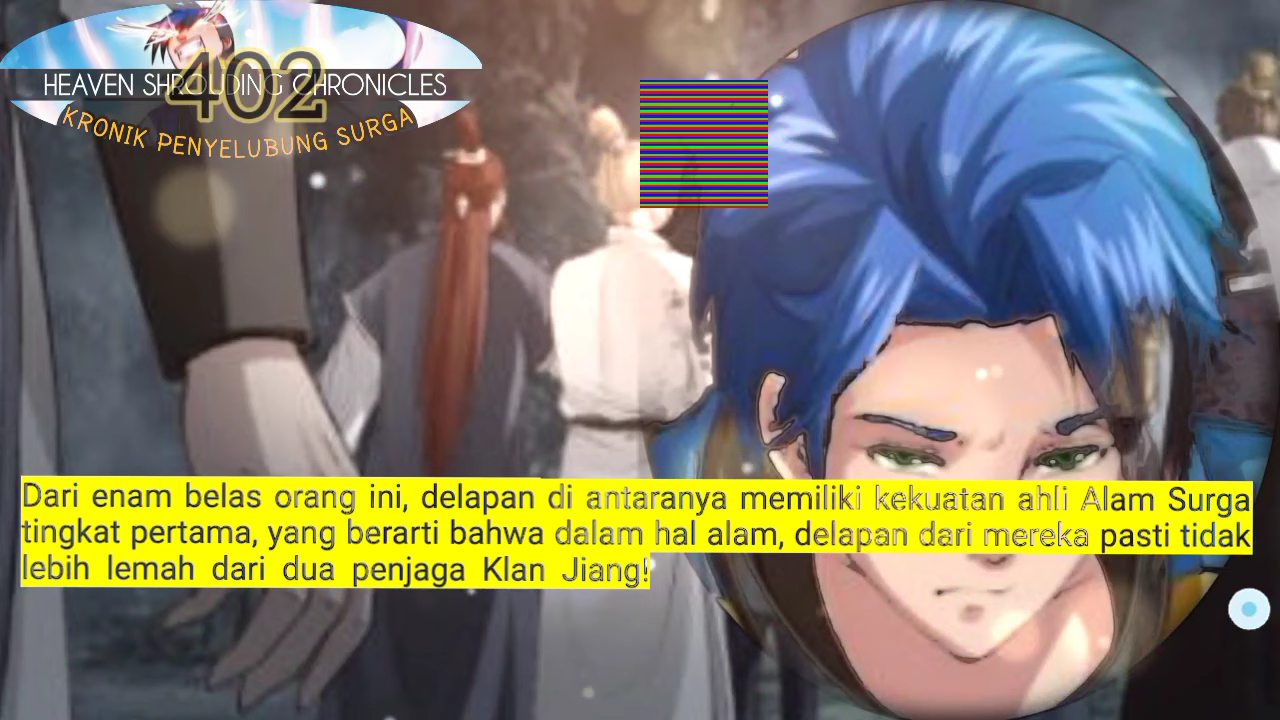 402
HEAVEN SHROUDING CHRONICLES
KRONIK PENYELUBUNG SURGA
Dari enam belas orang ini, delapan di antaranya memiliki kekuatan ahli Alam Surga
tingkat pertama, yang berarti bahwa dalam hal alam, delapan dari mereka pasti tidak
lebih lemah dari dua penjaga Klan Jiang!